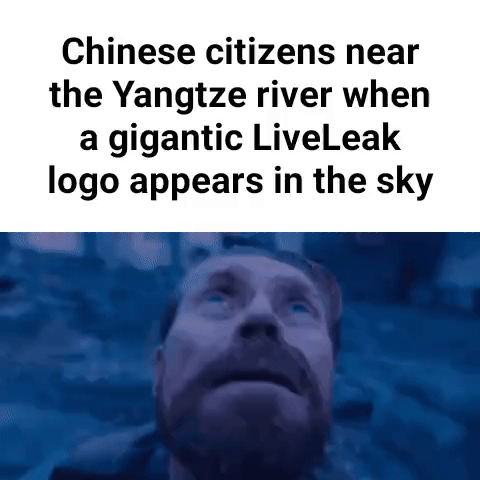 Chinese citizens near
the Yangtze river when
a gigantic LiveLeak
logo appears in the sky